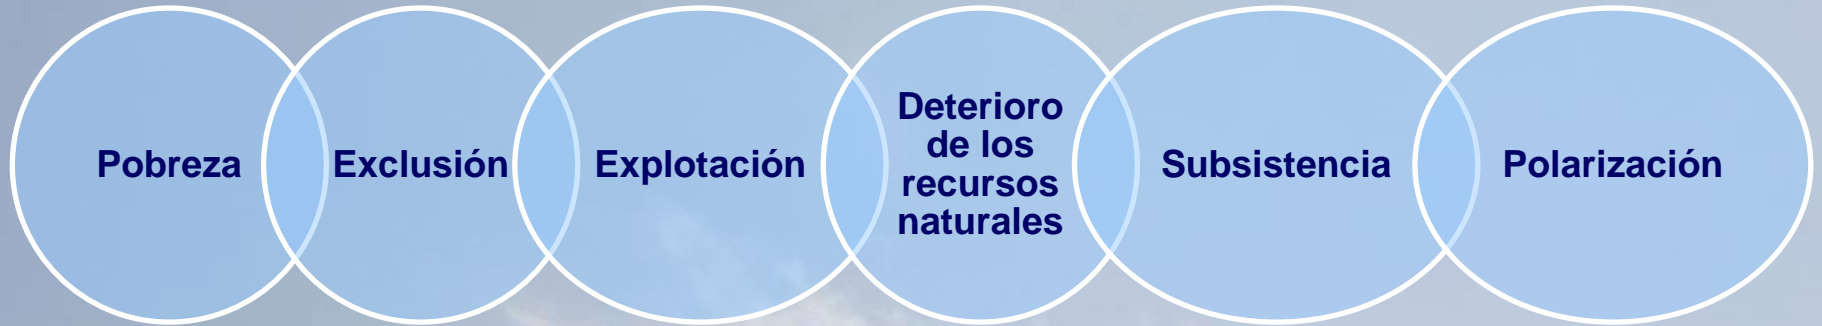 Pobreza
Exclusión
Explotación
Deterioro
de los
recursos
naturales
Subsistencia
Polarización